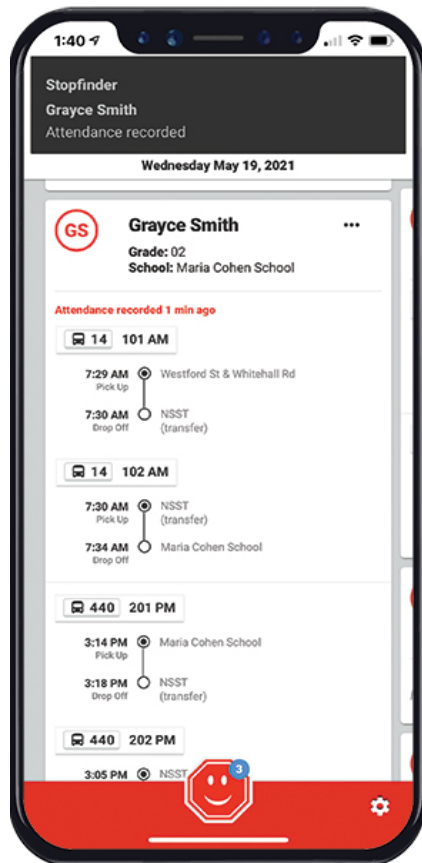 1:40
Stopfinder
Grayce Smith
Attendance recorded
Wednesday May 19, 2021
GS
Grayce Smith
Grade: 02
School: Maria Cohen School
Attendance recorded 1 min ago
14 101 AM
7:29 AM Westford St & Whitehall Rd
Pick Up
7:30 AM NSST
Drop Off (transfer)
14 102 AM
7:30 AM NSST
Pick Up (transfer)
7:34 AM Maria Cohen School
Drop Off
440 201 PM
3:14 PM Maria Cohen School
Pick Up
3:18 PM NSST
Drop Off (transfer)
440 202 PM
3:05 PM NSST
3